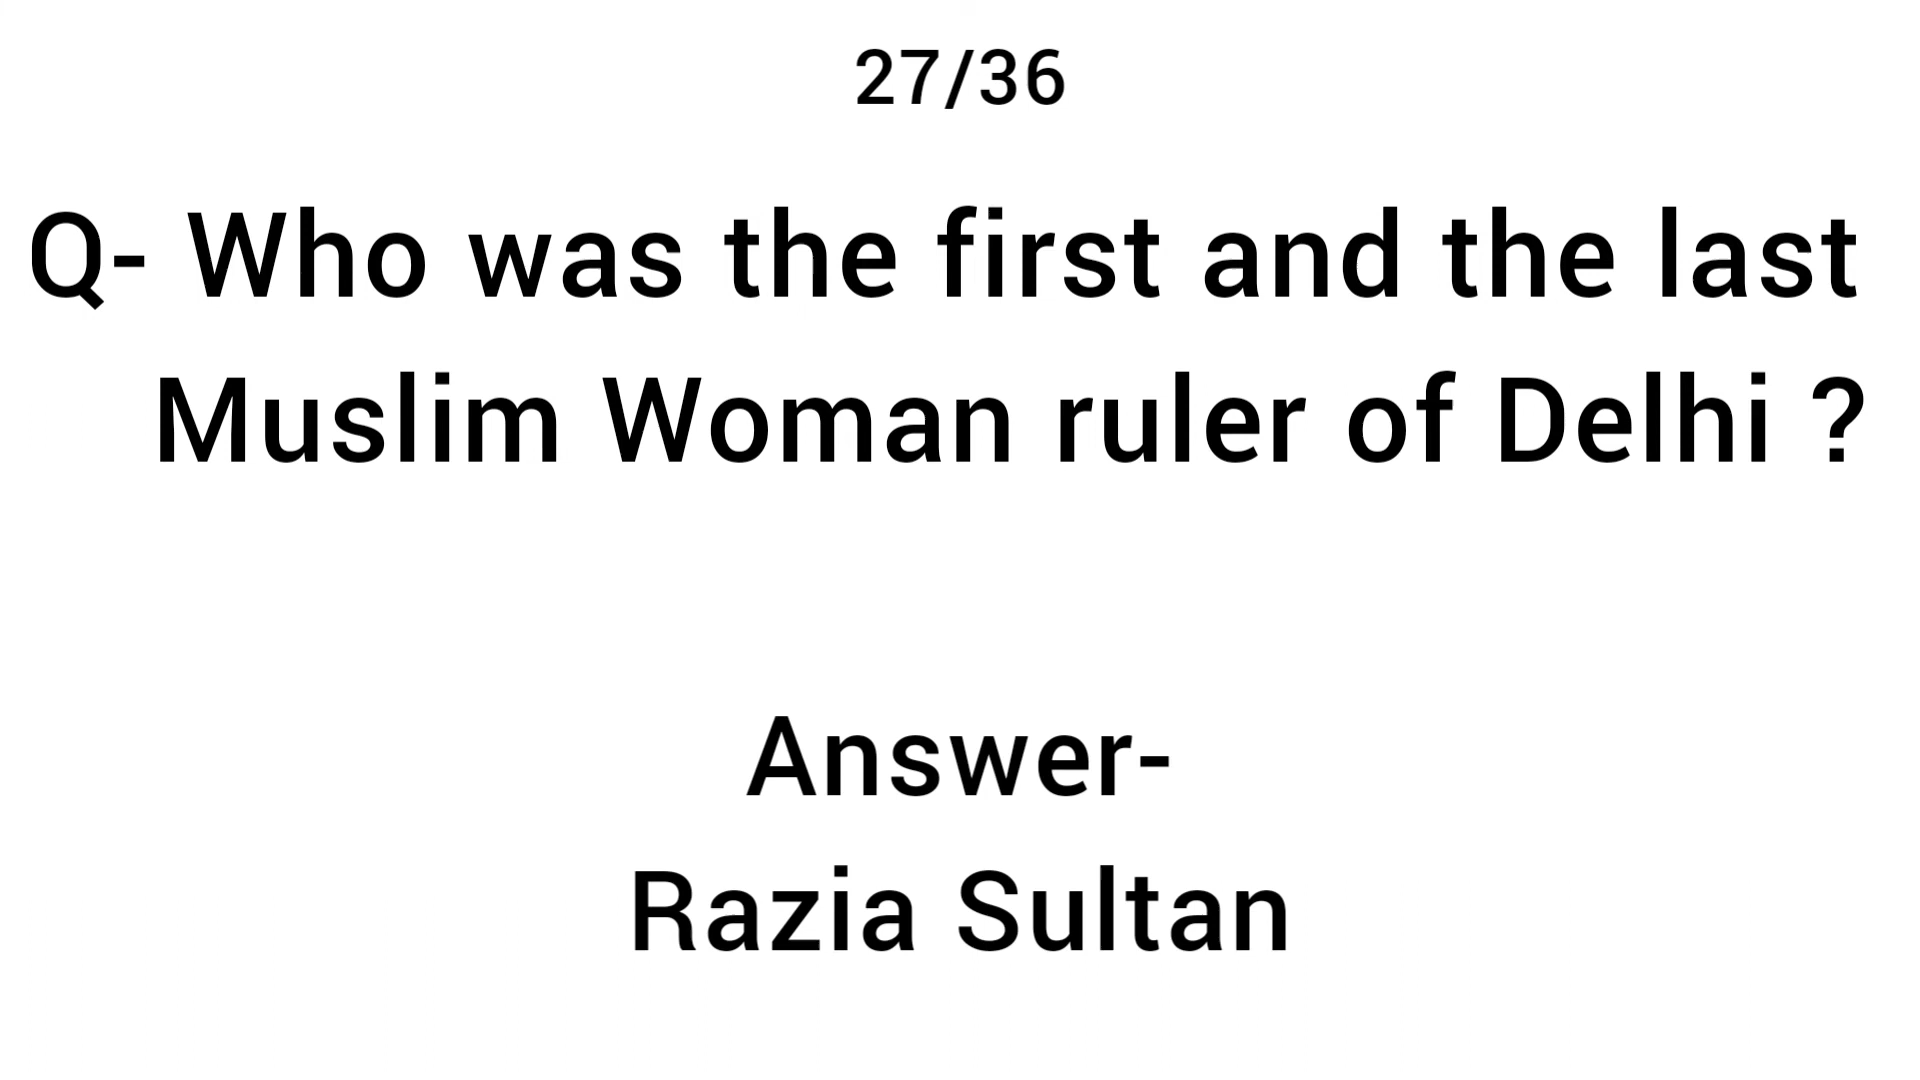 27/36
Q- Who was the first and the last
Muslim Woman ruler of Delhi ?
Answer-
Razia Sultan